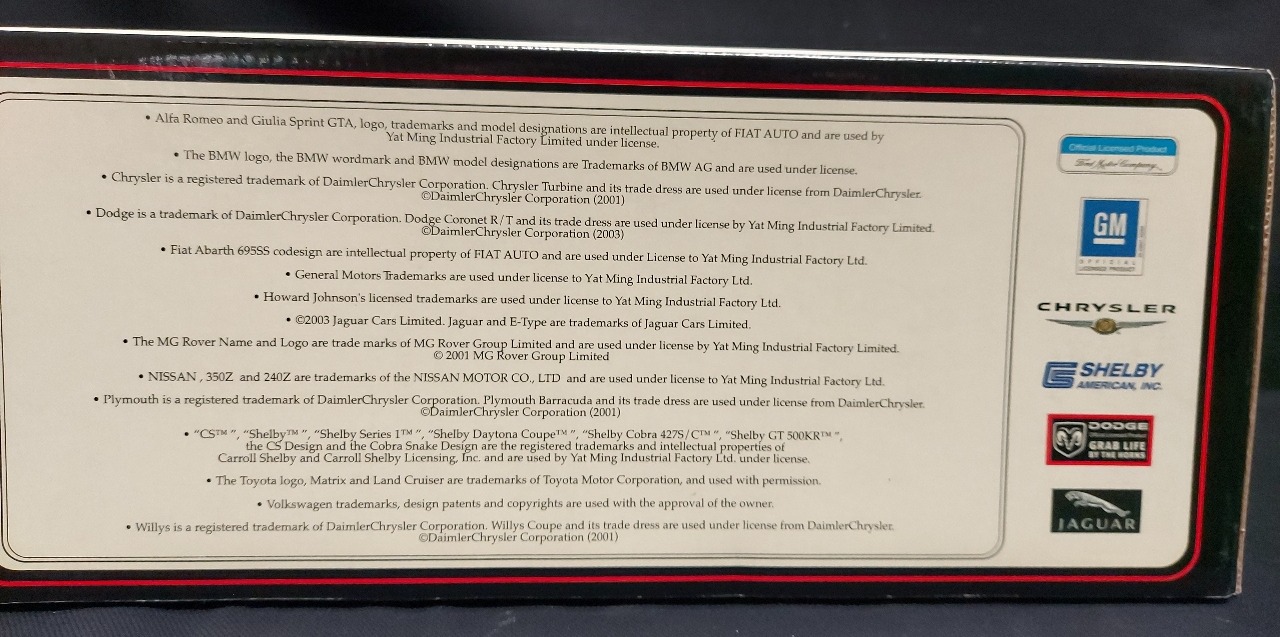 • Alfa Romeo and Giulia Sprint GTA, logo, trademarks and model designations are intellectual property of FIAT AUTO and are used by
Yat Ming Industrial Factory Limited under license.
• The BMW logo, the BMW wordmark and BMW model designations are Trademarks of BMW AG and are used under license.
• Chrysler is a registered trademark of DaimlerChrysler Corporation. Chrysler Turbine and its trade dress are used under license from DaimlerChrysler.
©DaimlerChrysler Corporation (2001)
• Dodge is a trademark of DaimlerChrysler Corporation. Dodge Coronet R/T and its trade dress are used under license by Yat Ming Industrial Factory Limited.
©DaimlerChrysler Corporation (2003)
• Fiat Abarth 695SS codesign are intellectual property of FIAT AUTO and are used under License to Yat Ming Industrial Factory Ltd.
• General Motors Trademarks are used under license to Yat Ming Industrial Factory Ltd.
• Howard Johnson's licensed trademarks are used under license to Yat Ming Industrial Factory Ltd.
• ©2003 Jaguar Cars Limited. Jaguar and E-Type are trademarks of Jaguar Cars Limited.
• The MG Rover Name and Logo are trade marks of MG Rover Group Limited and are used under license by Yat Ming Industrial Factory Limited.
© 2001 MG Rover Group Limited
• NISSAN , 350Z and 240Z are trademarks of the NISSAN MOTOR CO., LTD and are used under license to Yat Ming Industrial Factory Ltd.
• Plymouth is a registered trademark of DaimlerChrysler Corporation. Plymouth Barracuda and its trade dress are used under license from DaimlerChrysler.
©DaimlerChrysler Corporation (2001)
• "CS™ ", "Shelby™ ", "Shelby Series 1™ ", "Shelby Daytona Coupe™ ", "Shelby Cobra 427S/C™ ", "Shelby GT 500KR™ ",
the CS Design and the Cobra Snake Design are the registered trademarks and intellectual properties of
Carroll Shelby and Carroll Shelby Licensing, Inc. and are used by Yat Ming Industrial Factory Ltd. under license.
• The Toyota logo, Matrix and Land Cruiser are trademarks of Toyota Motor Corporation, and used with permission.
• Volkswagen trademarks, design patents and copyrights are used with the approval of the owner.
• Willys is a registered trademark of DaimlerChrysler Corporation. Willys Coupe and its trade dress are used under license from DaimlerChrysler.
©DaimlerChrysler Corporation (2001)
Official Licensed Product
Ford Motor Company
GM
OFFICIAL
LICENSED PRODUCT
CHRYSLER
SHELBY
AMERICAN, INC.
DODGE
GRAB LIFE
BY THE HORNS
JAGUAR